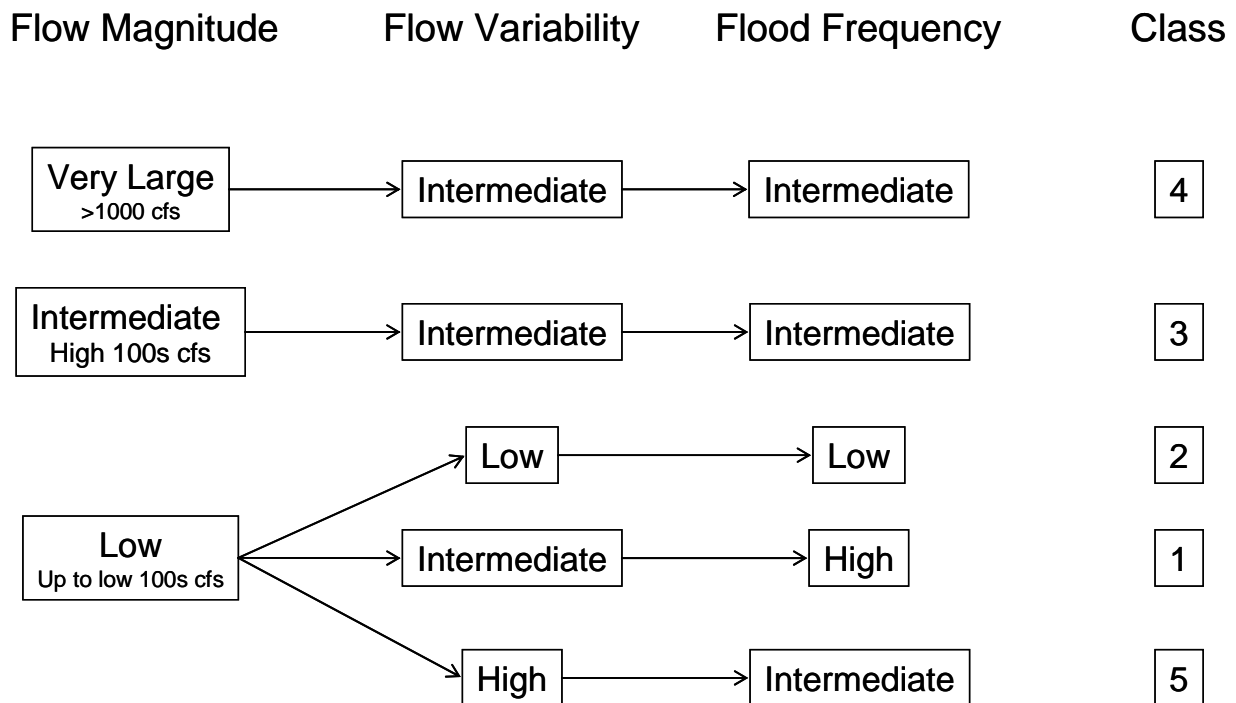 Flow Magnitude Flow Variability Flood Frequency Class
Very Large
>1000 cfs
Intermediate
Intermediate
4
Intermediate
High 100s cfs
Intermediate
Intermediate
3
Low
Low
2
Low
Up to low 100s cfs
Intermediate
High
1
High
Intermediate
5